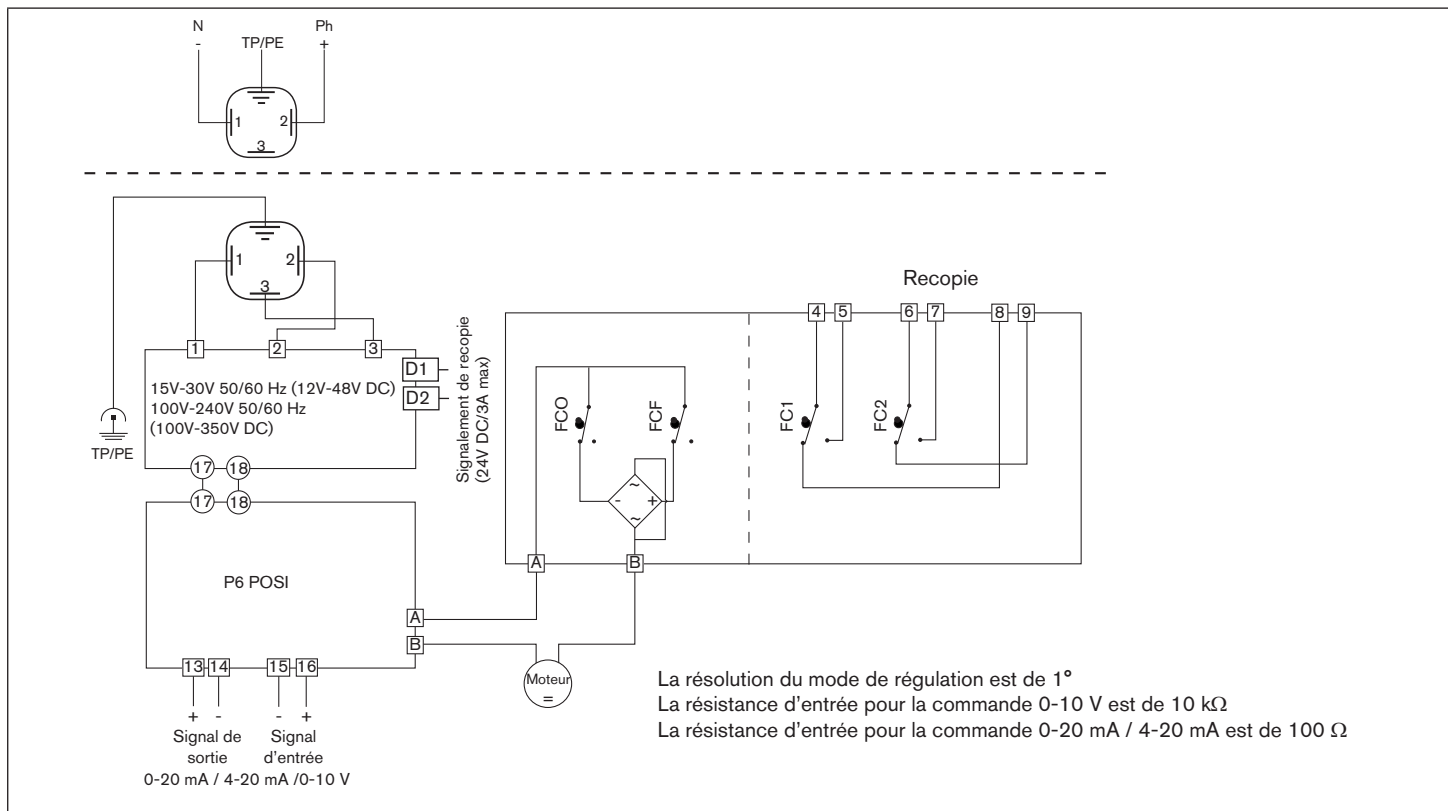 N
Ph
-
TP/PE
+
1
2
3
1
2
3
Recopie
4
5
6
7
8
9
1
2
3
D1
D2
Signalement de recopie
(24V DC/3A max)
15V-30V 50/60 Hz (12V-48V DC)
100V-240V 50/60 Hz
(100V-350V DC)
TP/PE
FCO
FCF
FC1
FC2
17
18
17
18
~
-
+
~
A
B
P6 POSI
A
B
13
14
15
16
+
-
-
+
Signal de
sortie
Signal
d'entrée
0-20 mA / 4-20 mA /0-10 V
Moteur
=
La résolution du mode de régulation est de 1°
La résistance d'entrée pour la commande 0-10 V est de 10 kΩ
La résistance d'entrée pour la commande 0-20 mA / 4-20 mA est de 100 Ω